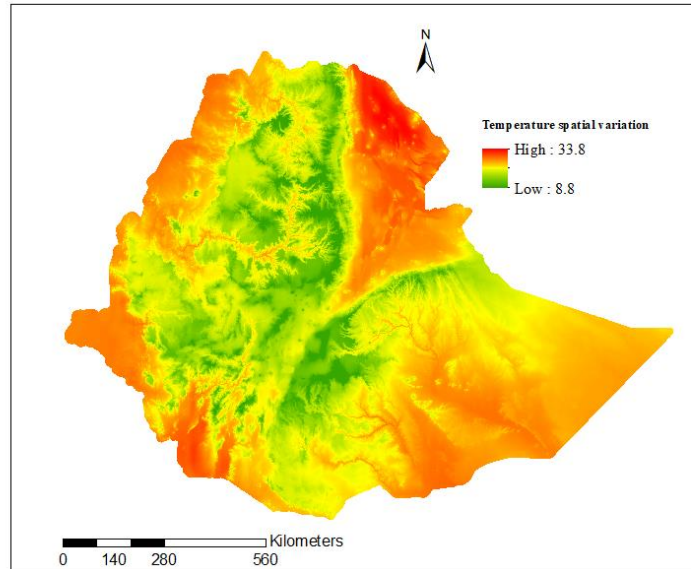 N
Temperature spatial variation
High : 33.8
Low : 8.8
Kilometers
0 140 280 560